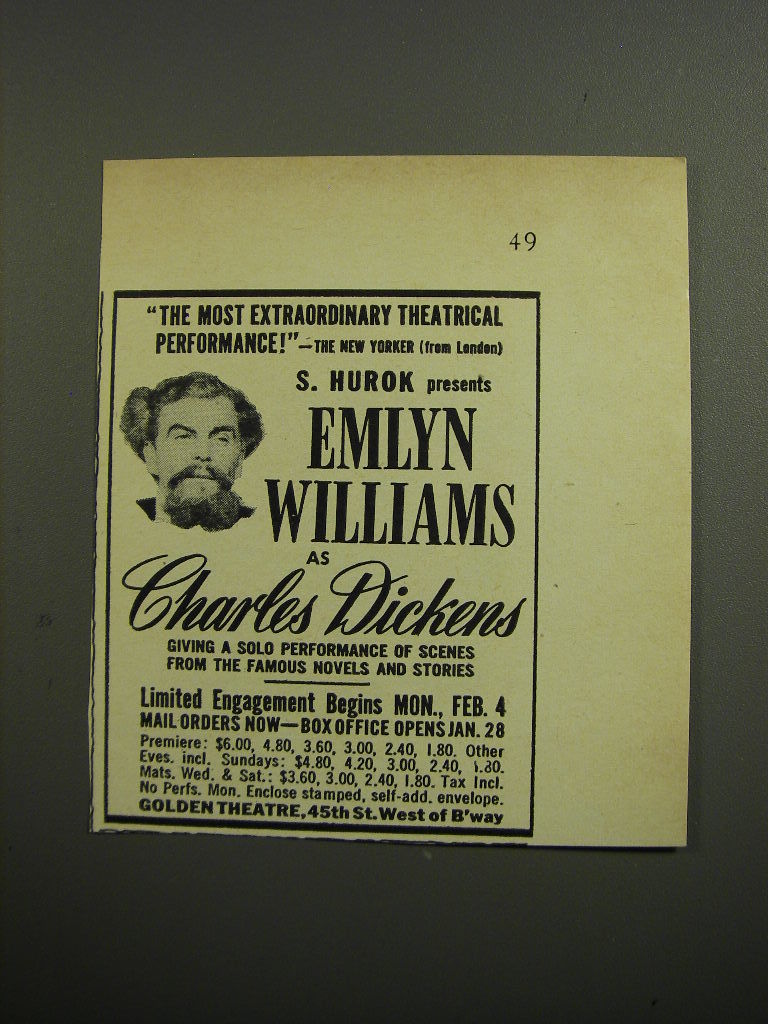 49
"THE MOST EXTRAORDINARY THEATRICAL
PERFORMANCE!"—THE NEW YORKER (from London)
S. HUROK presents
EMLYN
WILLIAMS
AS
Charles Dickens
GIVING A SOLO PERFORMANCE OF SCENES
FROM THE FAMOUS NOVELS AND STORIES
Limited Engagement Begins MON., FEB. 4
MAIL ORDERS NOW—BOX OFFICE OPENS JAN. 28
Premiere: $6.00, 4.80, 3.60, 3.00, 2.40, 1.80. Other
Eves. incl. Sundays: $4.80, 4.20, 3.00, 2.40, 1.80.
Mats. Wed. & Sat.: $3.60, 3.00, 2.40, 1.80. Tax Incl.
No Perfs. Mon. Enclose stamped, self-add. envelope.
GOLDEN THEATRE, 45th St. West of B'way